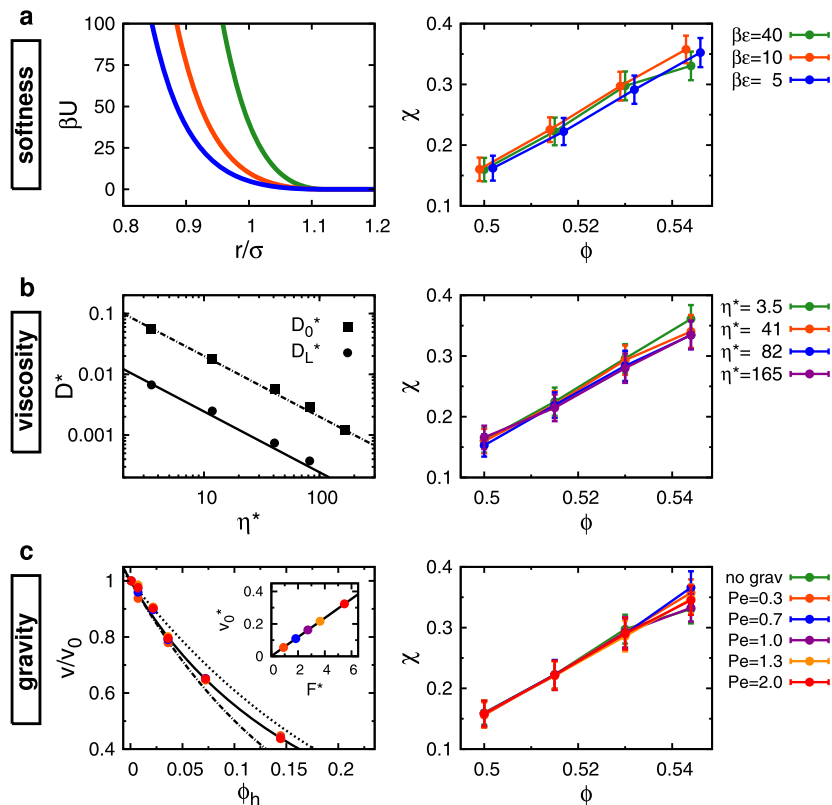 a
softness
βU
100
75
50
25
0
0.8
0.9
1
1.1
1.2
r/σ
χ
0.4
0.3
0.2
0.1
0.5
0.52
0.54
ϕ
βε=40
βε=10
βε= 5
b
viscosity
D*
0.1
0.01
0.001
10
100
η*
D₀*
D_L*
χ
0.4
0.3
0.2
0.1
0.5
0.52
0.54
ϕ
η*= 3.5
η*= 41
η*= 82
η*=165
c
gravity
v/v₀
1
0.8
0.6
0.4
0
0.05
0.1
0.15
0.2
ϕₕ
v₀*
0.4
0.2
0
0
2
4
6
F*
χ
0.4
0.3
0.2
0.1
0.5
0.52
0.54
ϕ
no grav
Pe=0.3
Pe=0.7
Pe=1.0
Pe=1.3
Pe=2.0